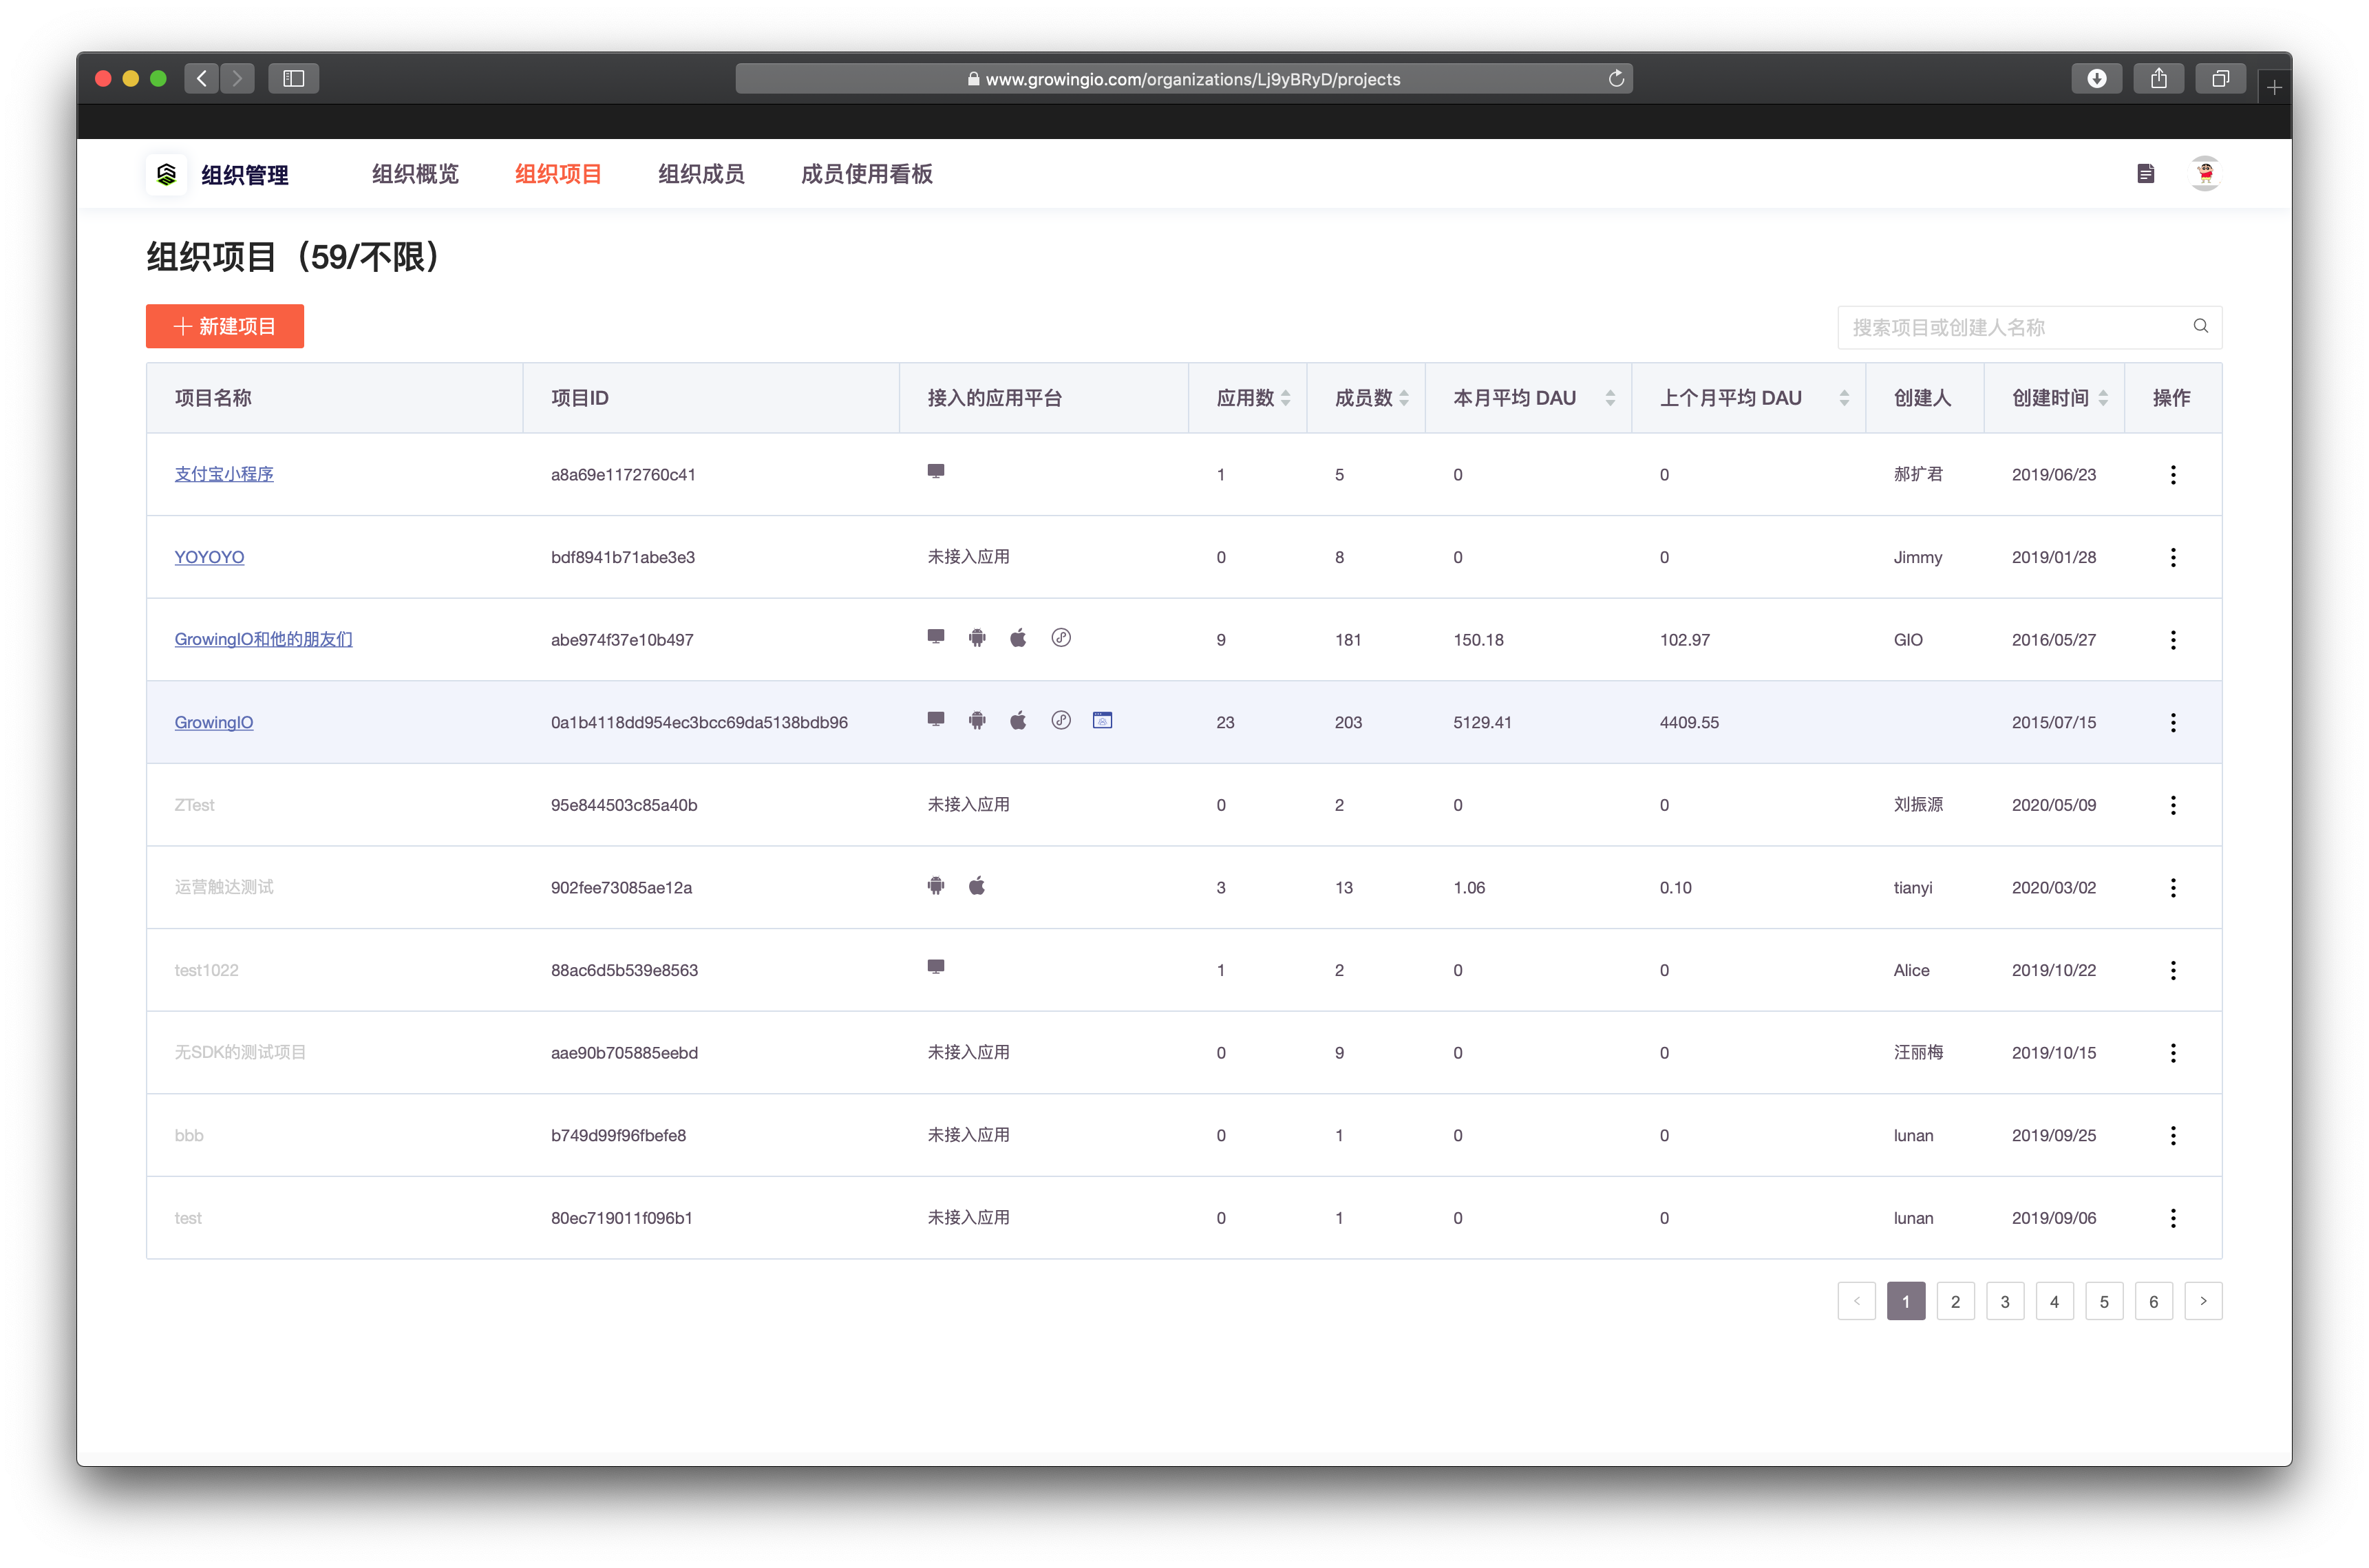 www.growingio.com/organizations/Lj9yBRyD/projects
组织管理 组织概览 组织项目 组织成员 成员使用看板
组织项目（59/不限）
新建项目 搜索项目或创建人名称
项目名称 项目ID 接入的应用平台 应用数 成员数 本月平均 DAU 上个月平均 DAU 创建人 创建时间 操作
支付宝小程序 a8a69e1172760c41 1 5 0 0 郝扩君 2019/06/23
YOYOYO bdf8941b71abe3e3 未接入应用 0 8 0 0 Jimmy 2019/01/28
GrowingIO和他的朋友们 abe974f37e10b497 9 181 150.18 102.97 GIO 2016/05/27
GrowingIO 0a1b4118dd954ec3bcc69da5138bdb96 23 203 5129.41 4409.55 2015/07/15
ZTest 95e844503c85a40b 未接入应用 0 2 0 0 刘振源 2020/05/09
运营触达测试 902fee73085ae12a 3 13 1.06 0.10 tianyi 2020/03/02
test1022 88ac6d5b539e8563 1 2 0 0 Alice 2019/10/22
无SDK的测试项目 aae90b705885eebd 未接入应用 0 9 0 0 汪丽梅 2019/10/15
bbb b749d99f96fbefe8 未接入应用 0 1 0 0 lunan 2019/09/25
test 80ec719011f096b1 未接入应用 0 1 0 0 lunan 2019/09/06
< 1 2 3 4 5 6 >